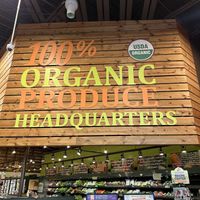 100%
USDA
ORGANIC
ORGANIC
PRODUCE
HEADQUARTERS